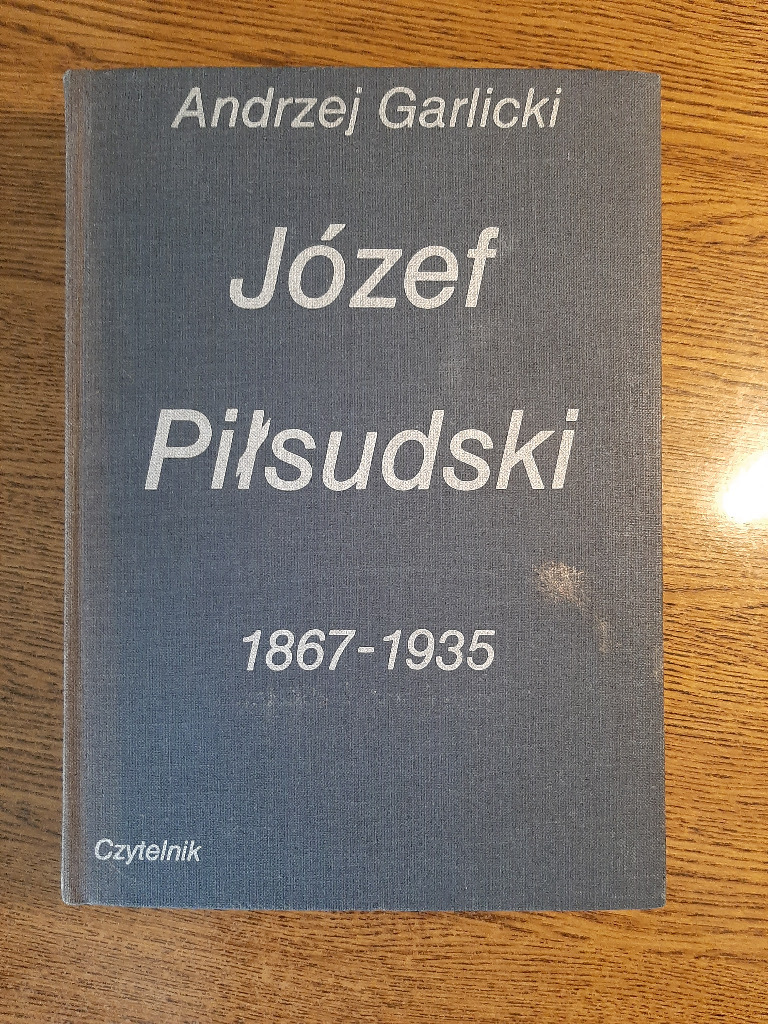 Andrzej Garlicki
Józef
Piłsudski
1867-1935
Czytelnik